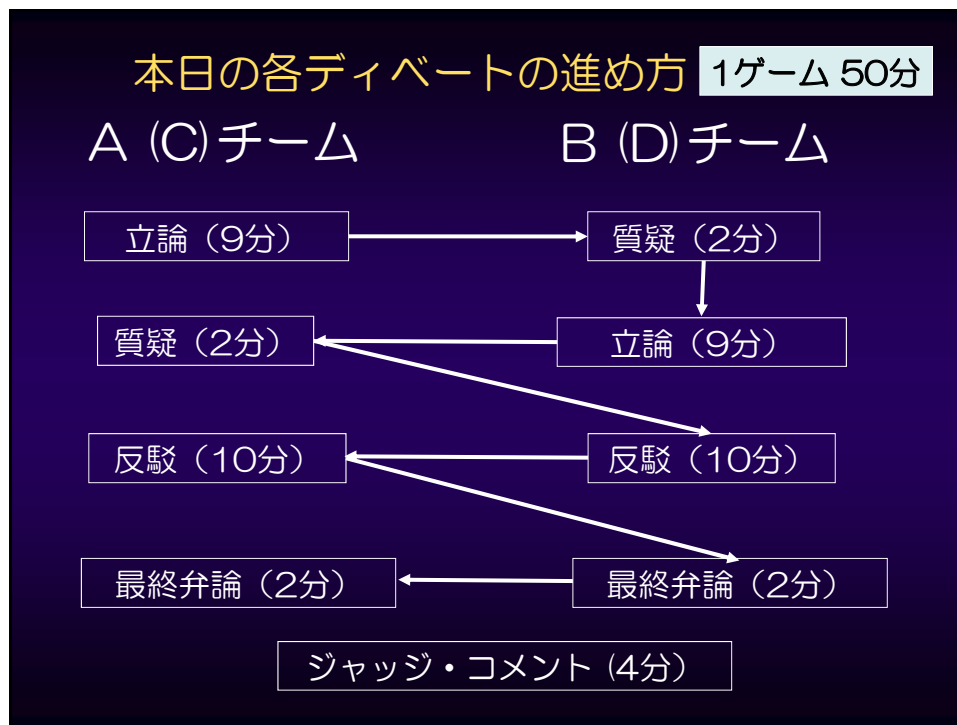 本日の各ディベートの進め方
1ゲーム 50分
A (C)チーム
B (D)チーム
立論（9分）
質疑（2分）
質疑（2分）
立論（9分）
反駁（10分）
反駁（10分）
最終弁論（2分）
最終弁論（2分）
ジャッジ・コメント (4分）